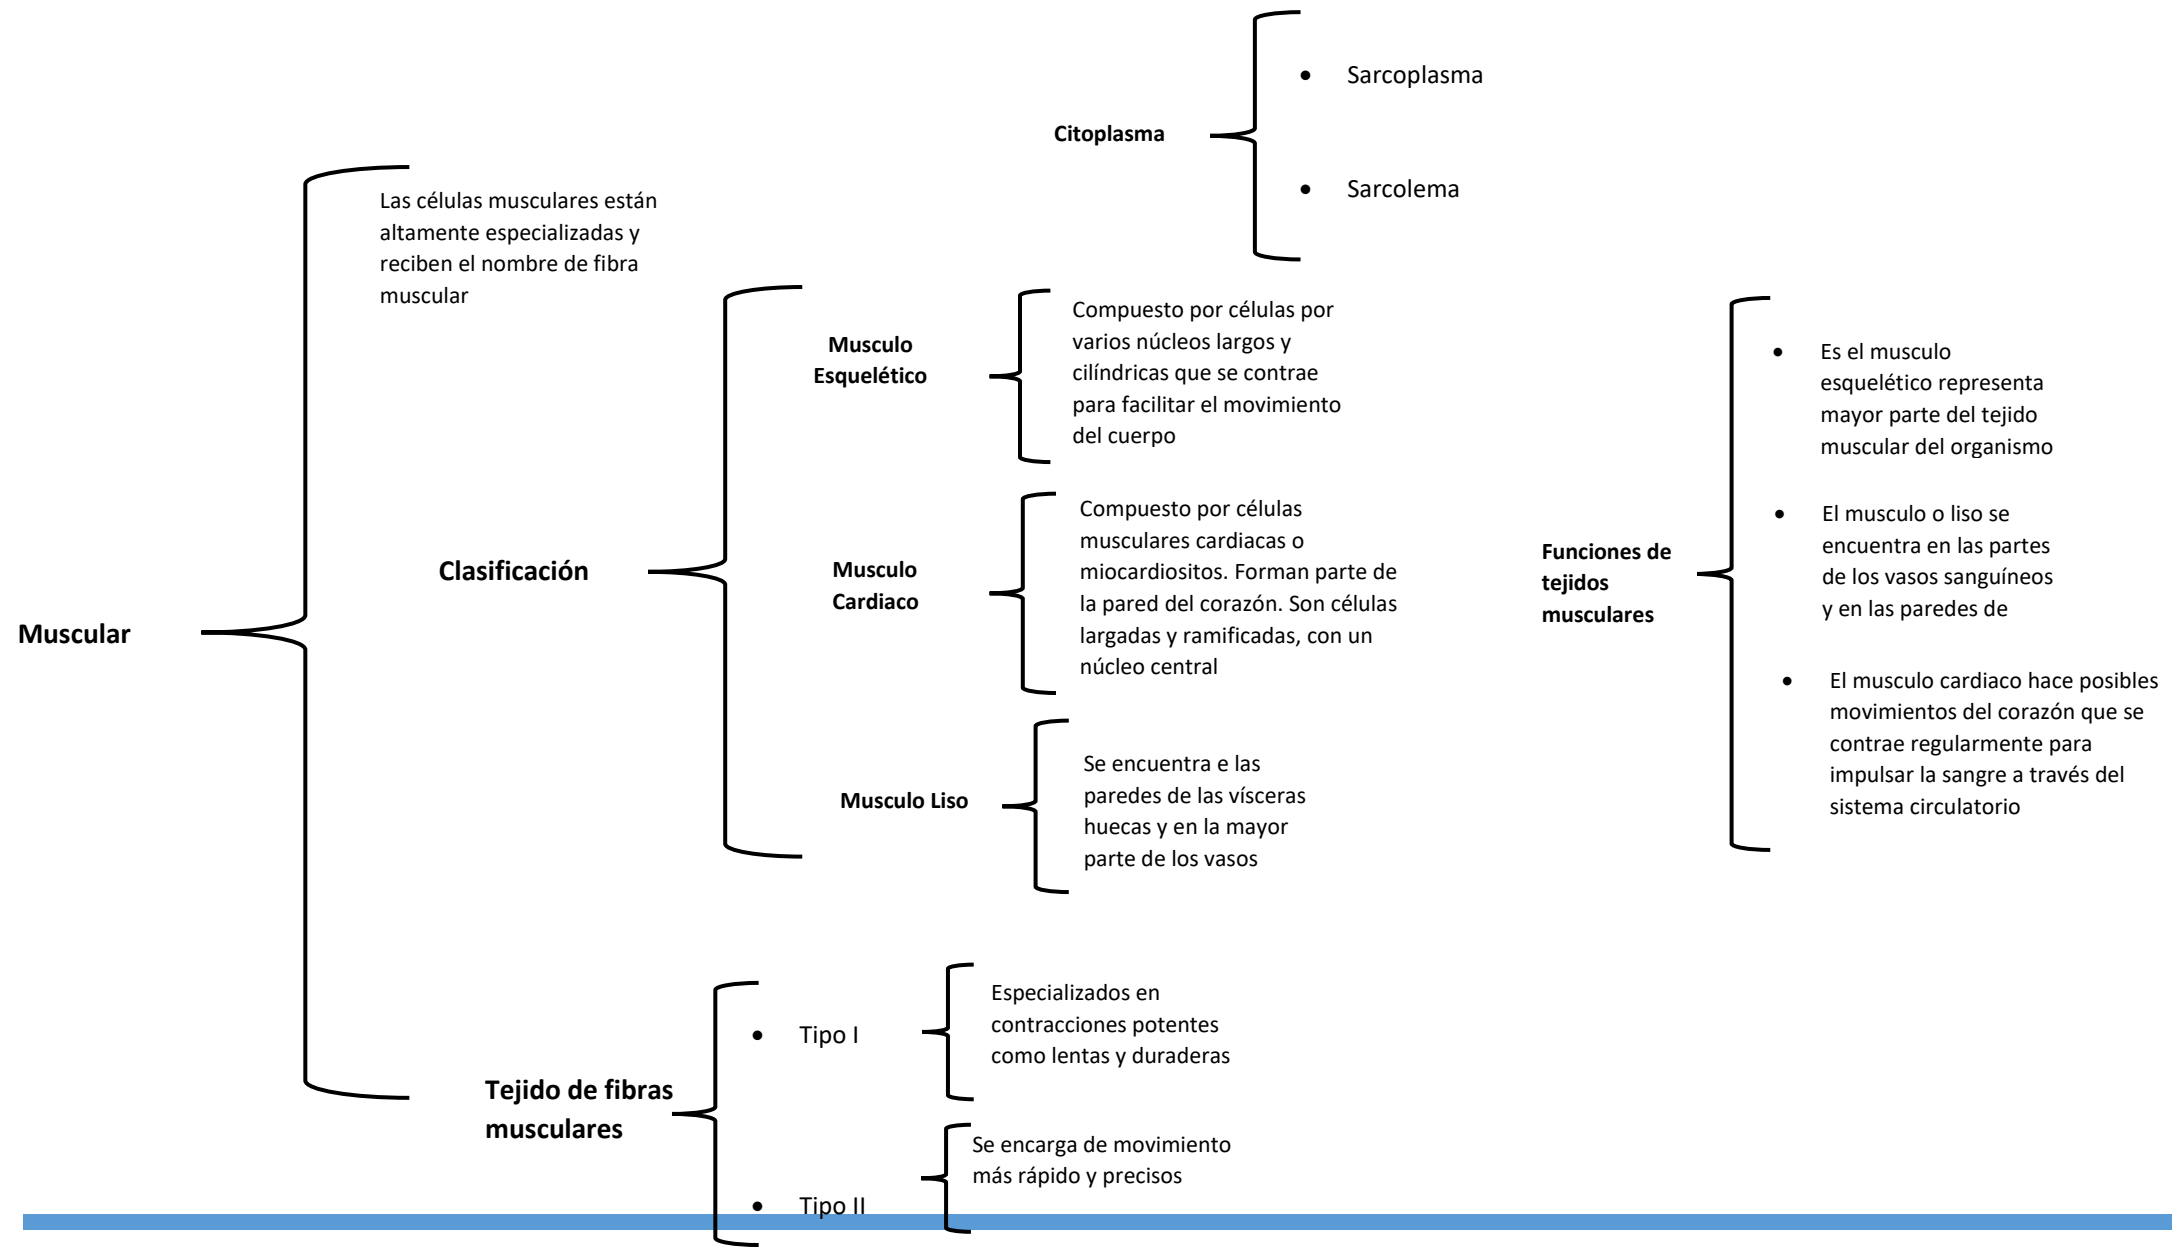 Muscular
Las células musculares están
altamente especializadas y
reciben el nombre de fibra
muscular
Citoplasma
• Sarcoplasma
• Sarcolema
Clasificación
Musculo
Esquelético
Compuesto por células por
varios núcleos largos y
cilíndricas que se contrae
para facilitar el movimiento
del cuerpo
Musculo
Cardiaco
Compuesto por células
musculares cardiacas o
miocardiositos. Forman parte de
la pared del corazón. Son células
largadas y ramificadas, con un
núcleo central
Musculo Liso
Se encuentra e las
paredes de las vísceras
huecas y en la mayor
parte de los vasos
Funciones de
tejidos
musculares
• Es el musculo
esquelético representa
mayor parte del tejido
muscular del organismo
• El musculo o liso se
encuentra en las partes
de los vasos sanguíneos
y en las paredes de
• El musculo cardiaco hace posibles
movimientos del corazón que se
contrae regularmente para
impulsar la sangre a través del
sistema circulatorio
Tejido de fibras
musculares
• Tipo I
Especializados en
contracciones potentes
como lentas y duraderas
• Tipo II
Se encarga de movimiento
más rápido y precisos